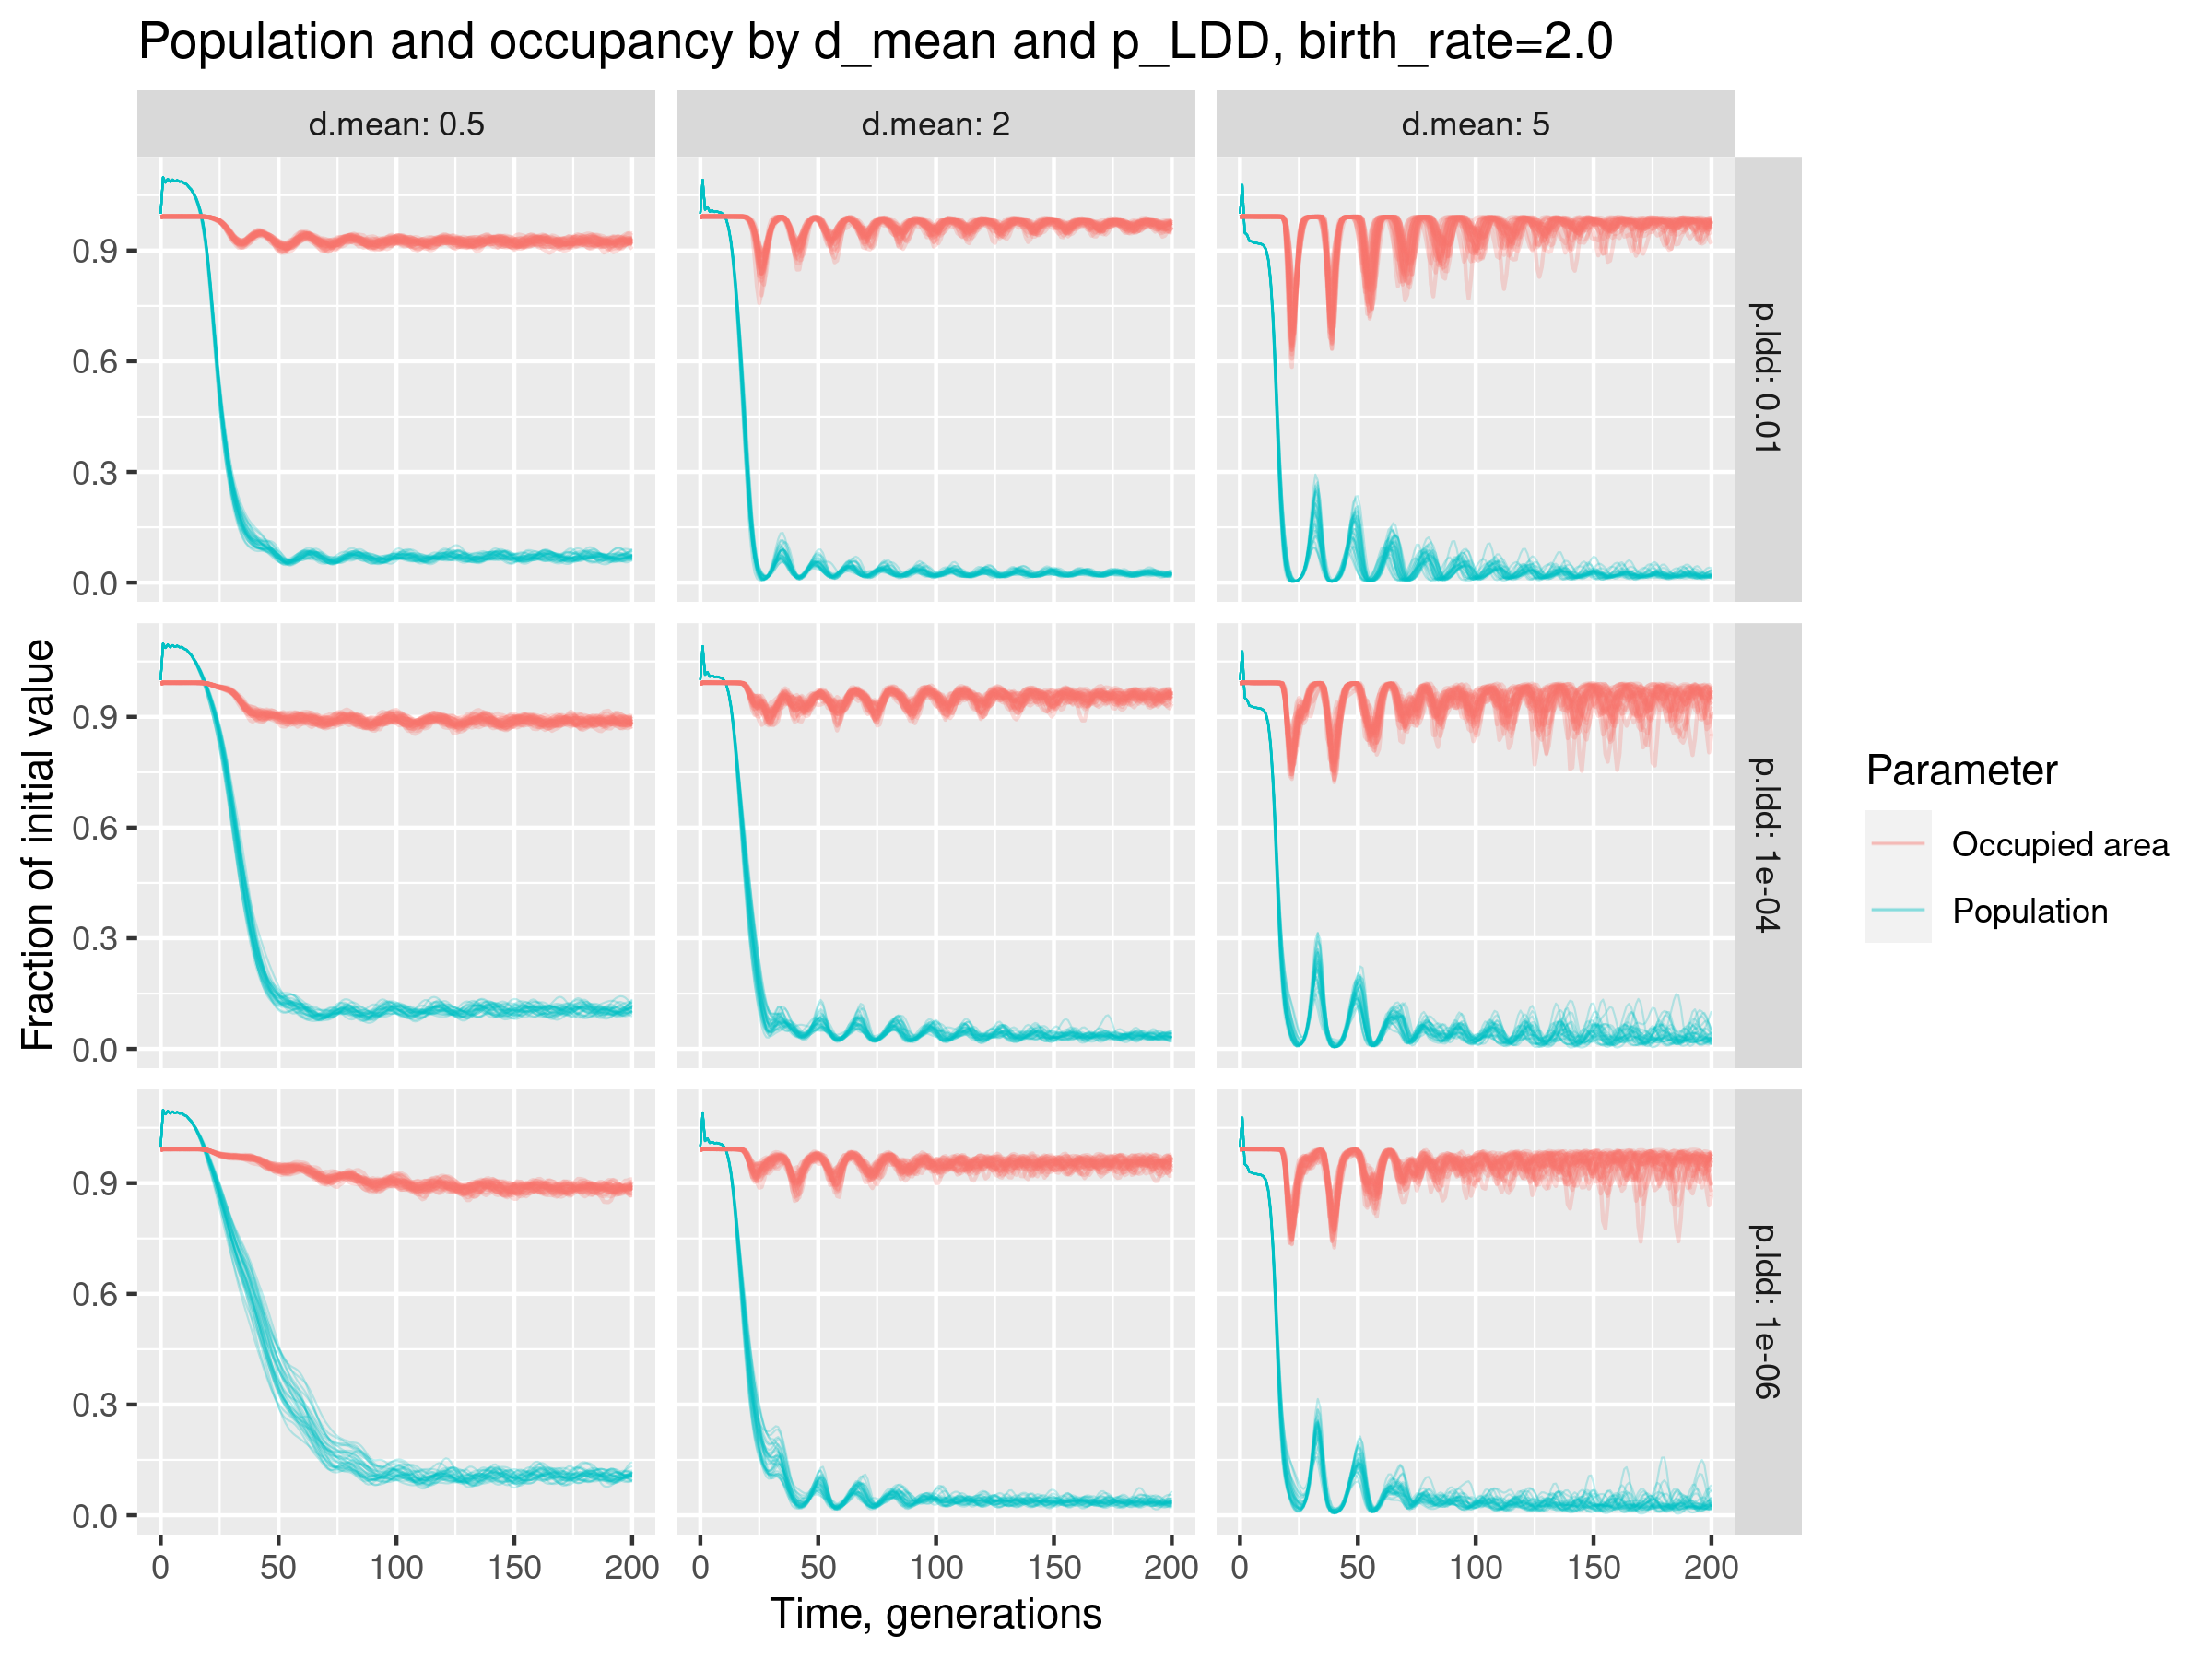 Population and occupancy by d_mean and p_LDD, birth_rate=2.0
d.mean: 0.5
d.mean: 2
d.mean: 5
0.9
0.6
0.3
0.0
p.ldd: 0.01
0.9
0.6
0.3
0.0
p.ldd: 1e-04
0.9
0.6
0.3
0.0
p.ldd: 1e-06
0 50 100 150 200
0 50 100 150 200
0 50 100 150 200
Time, generations
Fraction of initial value
Parameter
Occupied area
Population